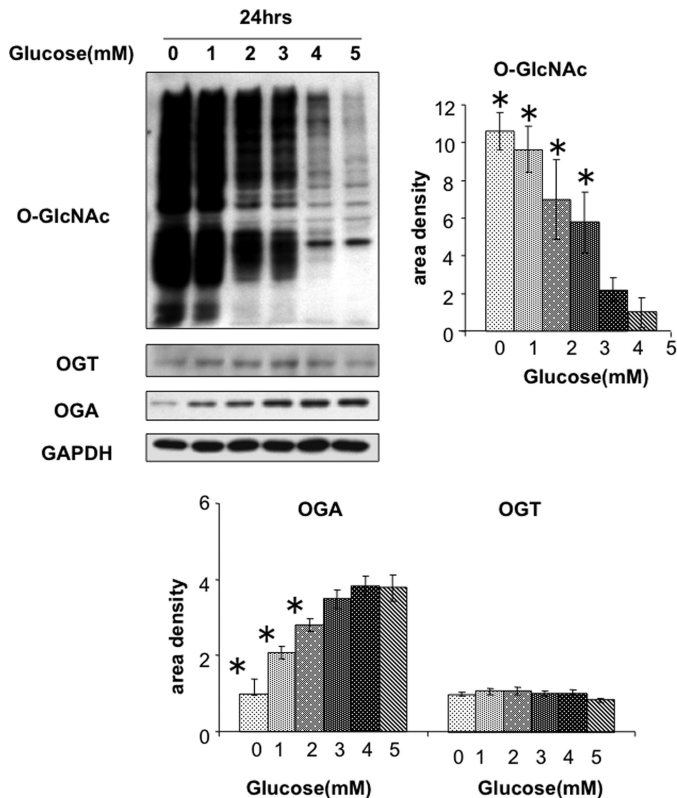 24hrs
Glucose(mM) 0 1 2 3 4 5
O-GlcNAc
OGT
OGA
GAPDH
O-GlcNAc
12
10
8
6
4
2
0
area density
* * * *
0 1 2 3 4 5
Glucose(mM)
OGA OGT
6
4
2
0
area density
* * *
0 1 2 3 4 5 0 1 2 3 4 5
Glucose(mM) Glucose(mM)